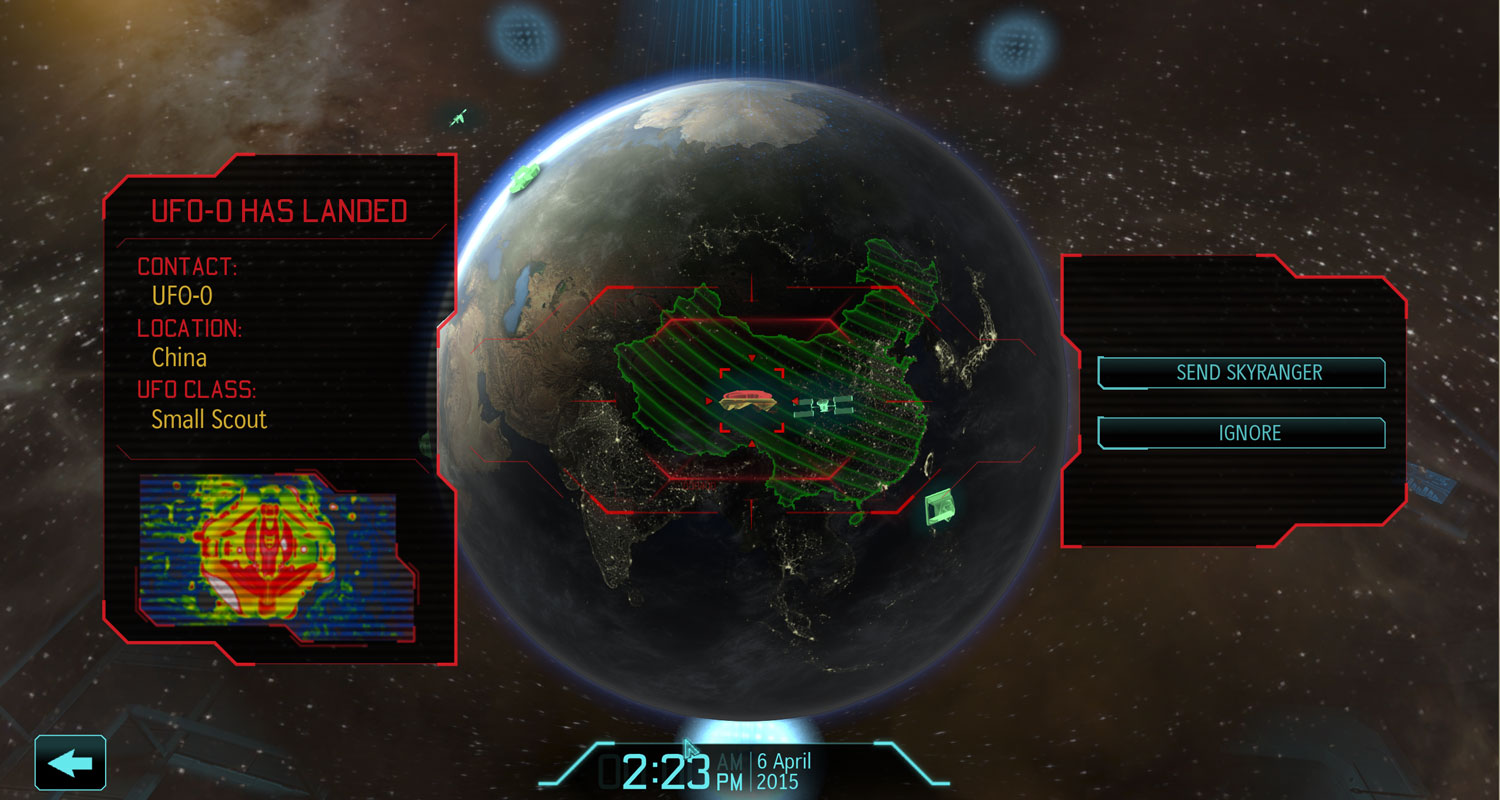 UFO-0 HAS LANDED
CONTACT:
UFO-0
LOCATION:
China
UFO CLASS:
Small Scout
SEND SKYRANGER
IGNORE
2:23 AM PM 6 April 2015